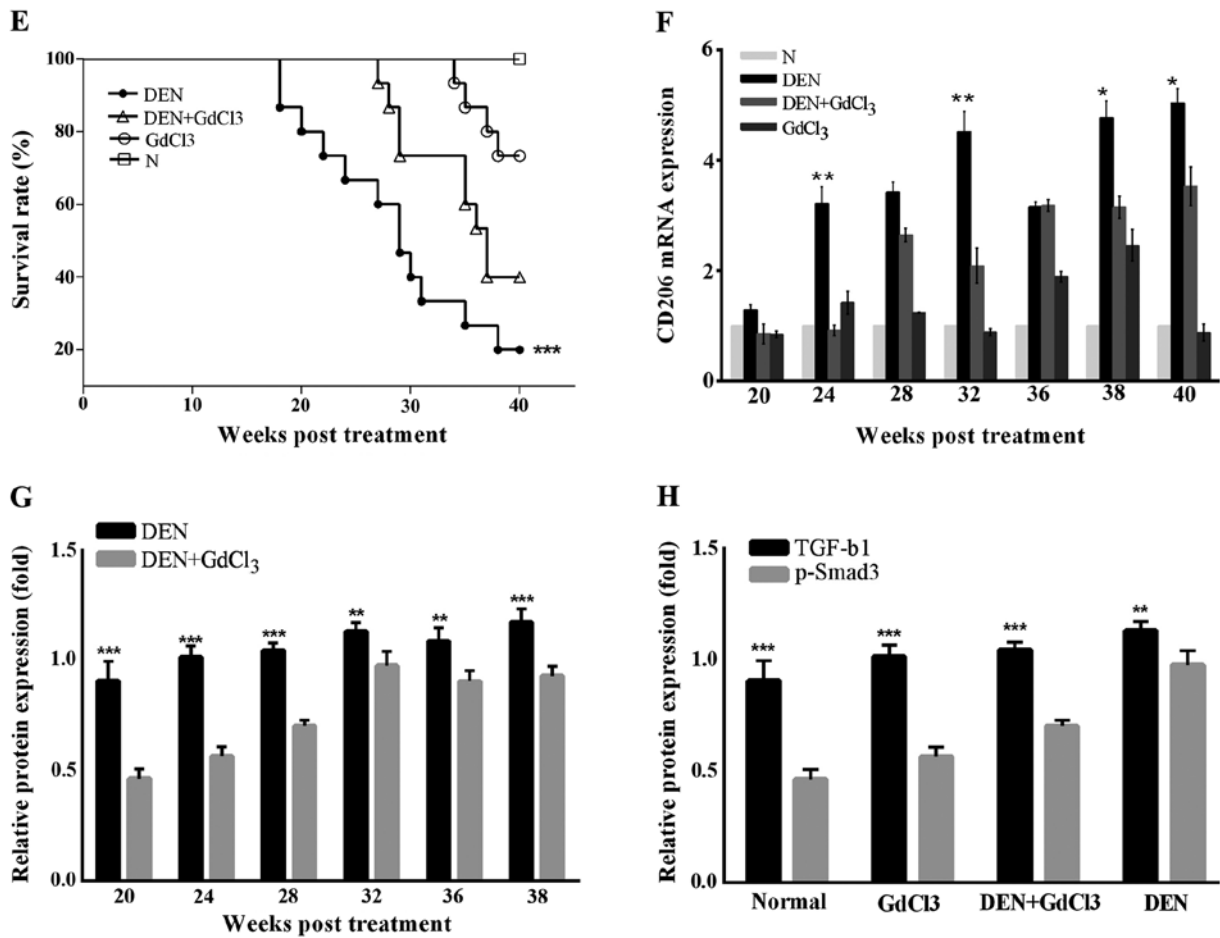 E
Survival rate (%)
100
80
60
40
20
0
20
30
40
Weeks post treatment
DEN
DEN+GdCl3
GdCl3
N
***
F
CD206 mRNA expression
6
4
2
0
N
DEN
DEN+GdCl₃
GdCl₃
**
**
*
*
20
24
28
32
36
38
40
Weeks post treatment
G
DEN
DEN+GdCl₃
Relative protein expression (fold)
1.5
1.0
0.5
0.0
***
***
***
**
**
***
20
24
28
32
36
38
Weeks post treatment
H
TGF-b1
p-Smad3
Relative protein expression (fold)
1.5
1.0
0.5
0.0
***
***
***
**
Normal
GdCl3
DEN+GdCl3
DEN